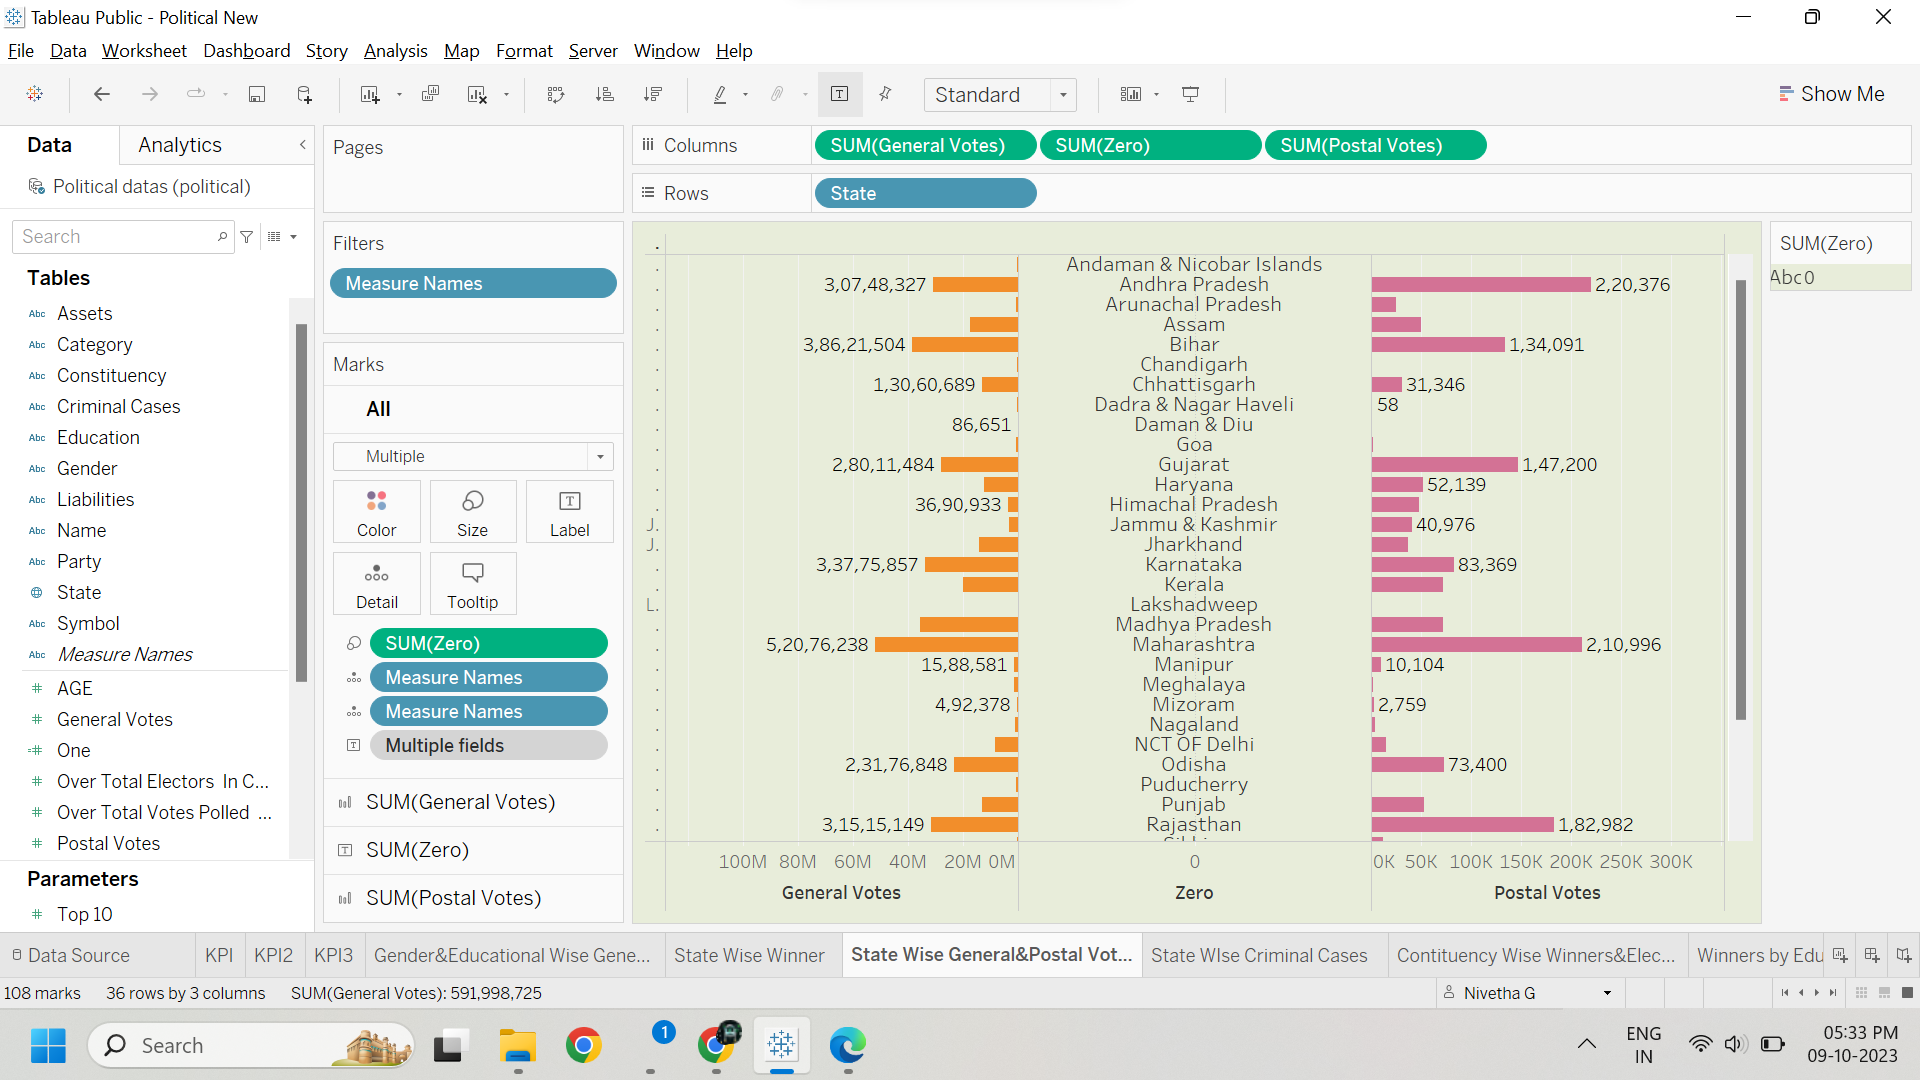 Tableau Public - Political New
File Data Worksheet Dashboard Story Analysis Map Format Server Window Help
Standard
Show Me
Data Analytics
Political datas (political)
Search
Tables
Abc Assets
Abc Category
Abc Constituency
Abc Criminal Cases
Abc Education
Abc Gender
Abc Liabilities
Abc Name
Abc Party
State
Abc Symbol
Abc Measure Names
# AGE
# General Votes
=# One
# Over Total Electors In C...
# Over Total Votes Polled ...
# Postal Votes
Parameters
# Top 10
Pages
Filters
Measure Names
Marks
All
Multiple
Color Size Label
Detail Tooltip
SUM(Zero)
Measure Names
Measure Names
Multiple fields
SUM(General Votes)
SUM(Zero)
SUM(Postal Votes)
Columns SUM(General Votes) SUM(Zero) SUM(Postal Votes)
Rows State
Andaman & Nicobar Islands
3,07,48,327 Andhra Pradesh 2,20,376
Arunachal Pradesh
Assam
3,86,21,504 Bihar 1,34,091
Chandigarh
1,30,60,689 Chhattisgarh 31,346
Dadra & Nagar Haveli 58
86,651 Daman & Diu
Goa
2,80,11,484 Gujarat 1,47,200
Haryana 52,139
36,90,933 Himachal Pradesh
J. Jammu & Kashmir 40,976
J. Jharkhand
3,37,75,857 Karnataka 83,369
Kerala
L. Lakshadweep
Madhya Pradesh
5,20,76,238 Maharashtra 2,10,996
15,88,581 Manipur 10,104
Meghalaya
4,92,378 Mizoram 2,759
Nagaland
NCT OF Delhi
2,31,76,848 Odisha 73,400
Puducherry
Punjab
3,15,15,149 Rajasthan 1,82,982
100M 80M 60M 40M 20M 0M 0 0K 50K 100K 150K 200K 250K 300K
General Votes Zero Postal Votes
SUM(Zero)
Abc 0
Data Source KPI KPI2 KPI3 Gender&Educational Wise Gene... State Wise Winner State Wise General&Postal Vot... State WIse Criminal Cases Contituency Wise Winners&Elec... Winners by Edu
108 marks 36 rows by 3 columns SUM(General Votes): 591,998,725 Nivetha G
Search
1
ENG
IN
05:33 PM
09-10-2023